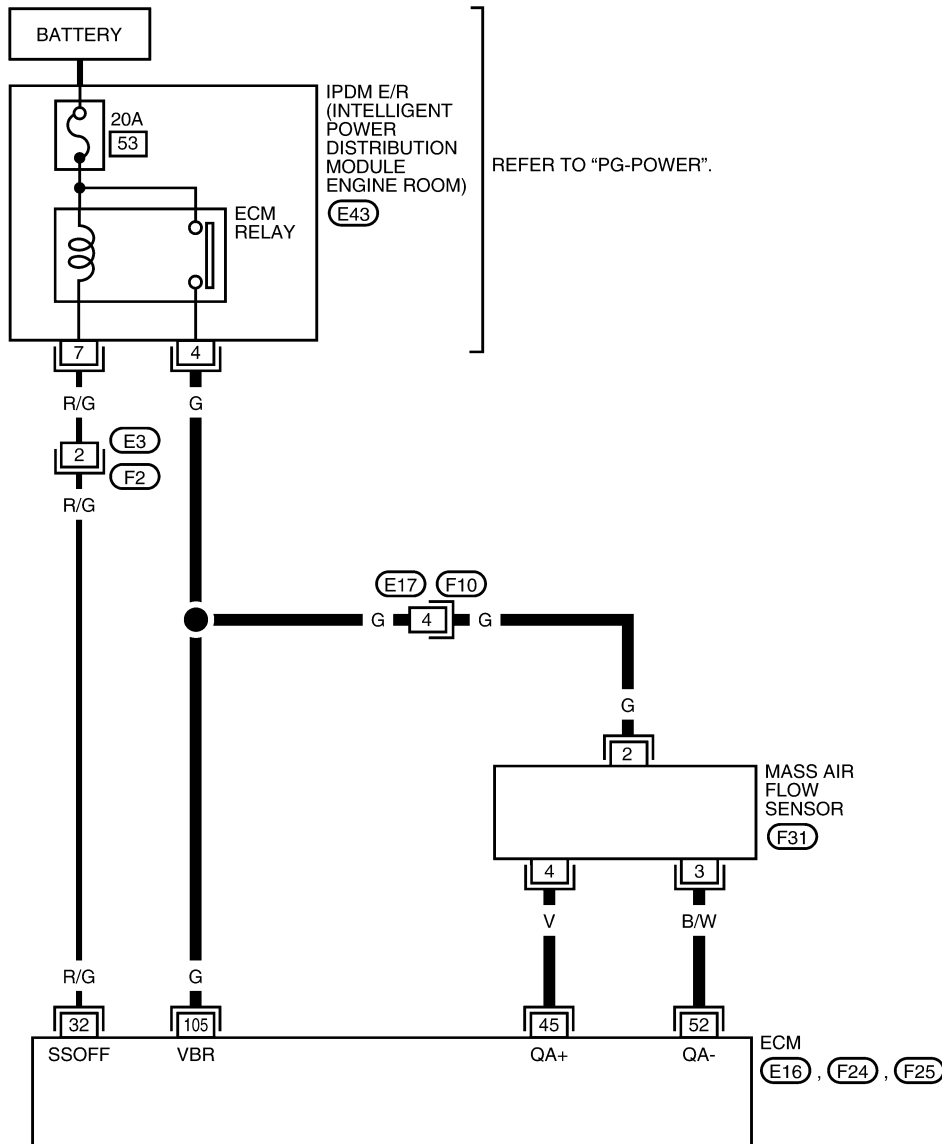 BATTERY
20A
53
IPDM E/R
(INTELLIGENT
POWER
DISTRIBUTION
MODULE
ENGINE ROOM)
E43
REFER TO “PG-POWER”.
ECM
RELAY
7
4
R/G
G
2
E3
F2
R/G
E17
F10
G
4
G
G
2
MASS AIR
FLOW
SENSOR
F31
4
3
V
B/W
R/G
G
32
105
45
52
SSOFF
VBR
QA+
QA-
ECM
E16 , F24 , F25